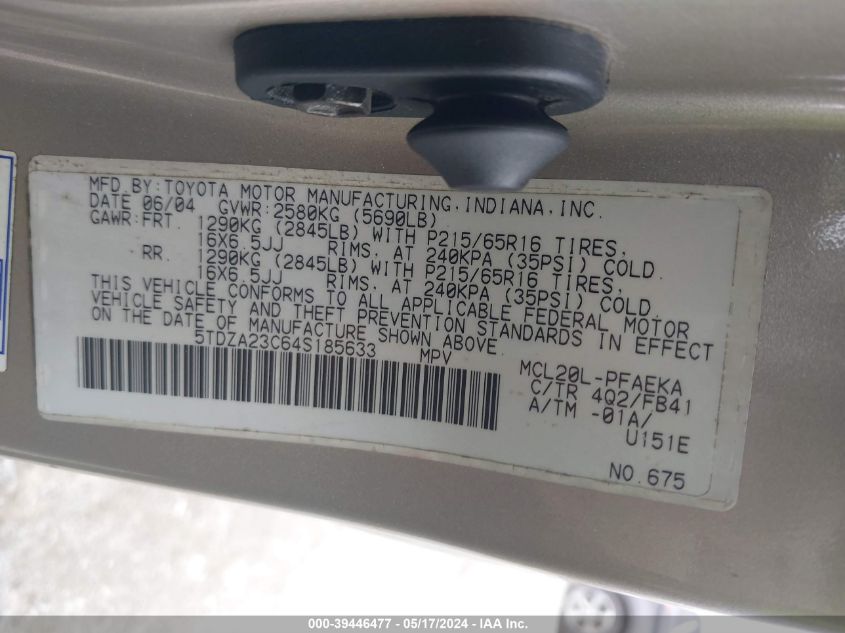 MFD.BY:TOYOTA MOTOR MANUFACTURING,INDIANA,INC.
DATE 06/04 GVWR:2580KG (5690LB)
GAWR:FRT. 1290KG (2845LB) WITH P215/65R16 TIRES,
16X6.5JJ RIMS, AT 240KPA (35PSI) COLD.
RR. 1290KG (2845LB) WITH P215/65R16 TIRES,
16X6.5JJ RIMS, AT 240KPA (35PSI) COLD.
THIS VEHICLE CONFORMS TO ALL APPLICABLE FEDERAL MOTOR
VEHICLE SAFETY AND THEFT PREVENTION STANDARDS IN EFFECT
ON THE DATE OF MANUFACTURE SHOWN ABOVE.
5TDZA23C64S185633 MPV
MCL20L-PFAEKA
C/TR 4Q2/FB41
A/TM -01A/
U151E
NO.675
000-39446477 - 05/17/2024 - IAA Inc.